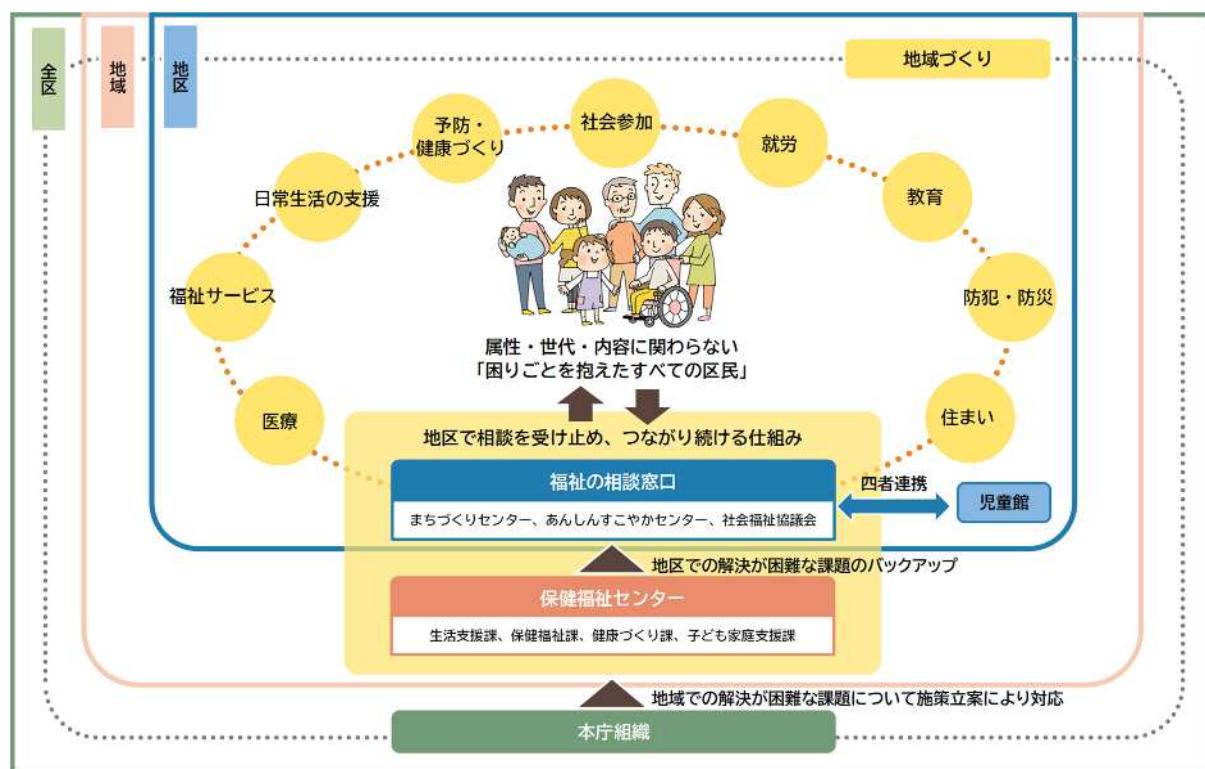 全区
地域
地区
地域づくり
社会参加
予防・
健康づくり
就労
日常生活の支援
教育
福祉サービス
防犯・防災
医療
住まい
属性・世代・内容に関わらない
「困りごとを抱えたすべての区民」
地区で相談を受け止め、つながり続ける仕組み
福祉の相談窓口
まちづくりセンター、あんしんすこやかセンター、社会福祉協議会
四者連携
児童館
地区での解決が困難な課題のバックアップ
保健福祉センター
生活支援課、保健福祉課、健康づくり課、子ども家庭支援課
地域での解決が困難な課題について施策立案により対応
本庁組織